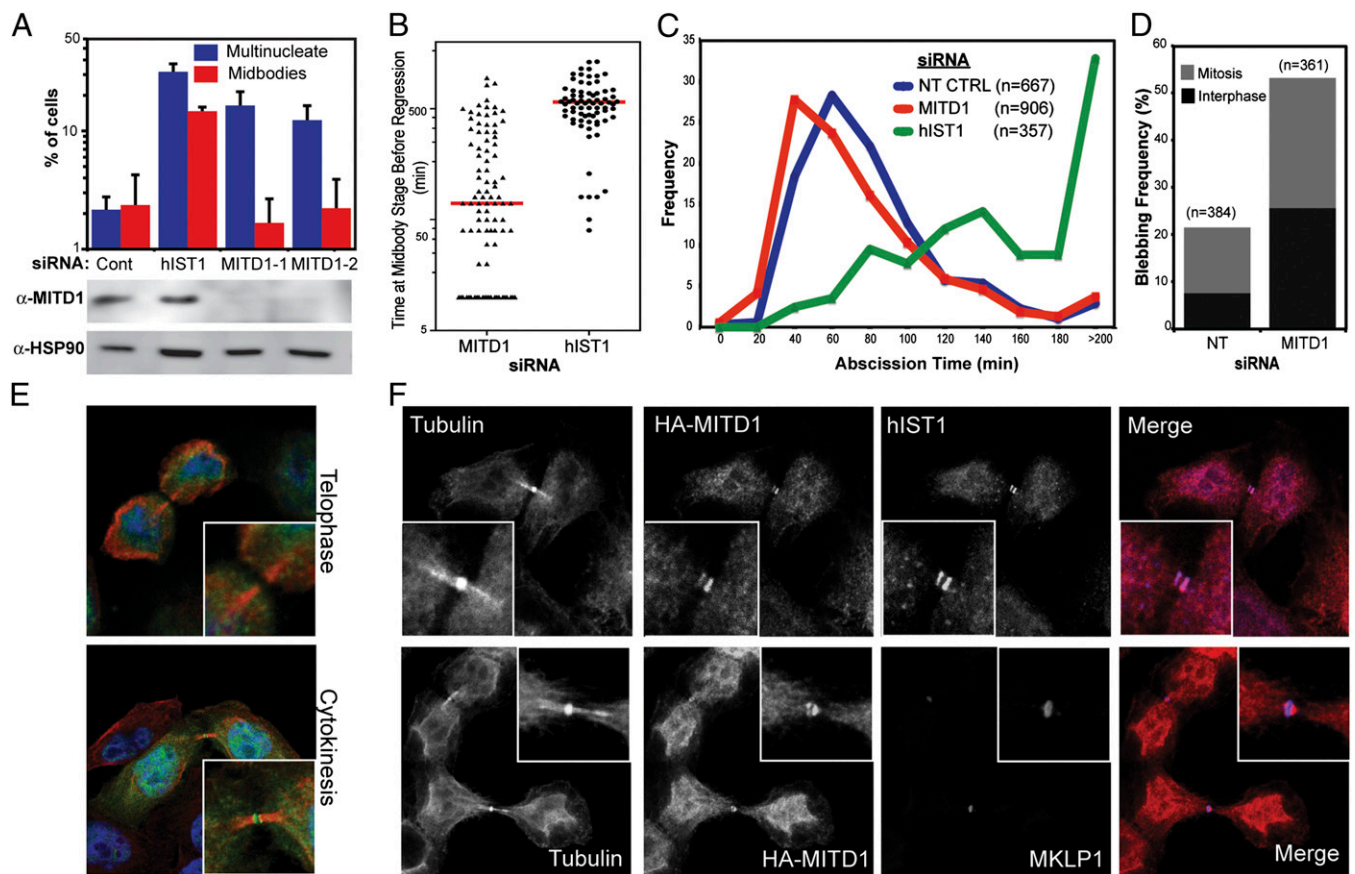 A
50
10
1
% of cells
Multinucleate
Midbodies
siRNA: Cont hIST1 MITD1-1 MITD1-2
α-MITD1
α-HSP90
B
Time at Midbody Stage Before Regression
(min)
500
50
5
MITD1 hIST1
siRNA
C
Frequency
35
30
25
20
15
10
5
0
siRNA
NT CTRL (n=667)
MITD1 (n=906)
hIST1 (n=357)
0 20 40 60 80 100 120 140 160 180 >200
Abscission Time (min)
D
Blebbing Frequency (%)
60
50
40
30
20
10
0
Mitosis
Interphase
(n=384)
(n=361)
NT MITD1
siRNA
E
Telophase
Cytokinesis
F
Tubulin HA-MITD1 hIST1 Merge
Tubulin HA-MITD1 MKLP1 Merge